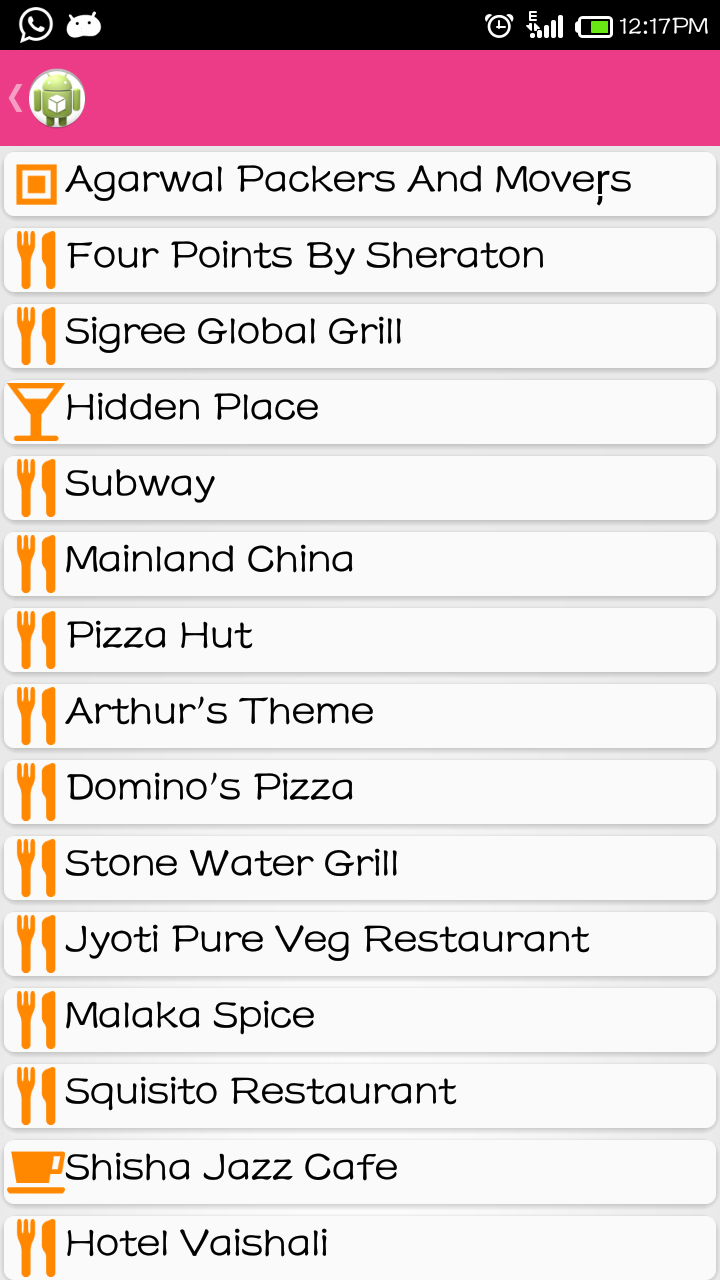 12:17PM
Agarwal Packers And Moveŗs
Four Points By Sheraton
Sigree Global Grill
Hidden Place
Subway
Mainland China
Pizza Hut
Arthur's Theme
Domino's Pizza
Stone Water Grill
Jyoti Pure Veg Restaurant
Malaka Spice
Squisito Restaurant
Shisha Jazz Cafe
Hotel Vaishali